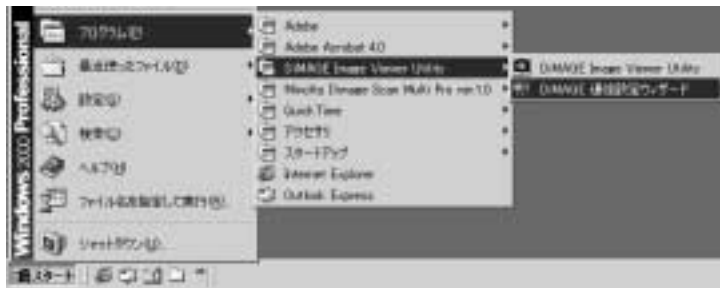 Windows 2000 Professional
プログラム(P)
最近使ったファイル(D)
設定(S)
検索(C)
ヘルプ(H)
ファイル名を指定して実行(R)...
シャットダウン(U)...
スタート
Adobe
Adobe Acrobat 4.0
DiMAGE Image Viewer Utility
Minolta Dimage Scan Multi Pro ver.1.0
QuickTime
アクセサリ
スタートアップ
Internet Explorer
Outlook Express
DiMAGE Image Viewer Utility
DiMAGE 通信設定ウィザード